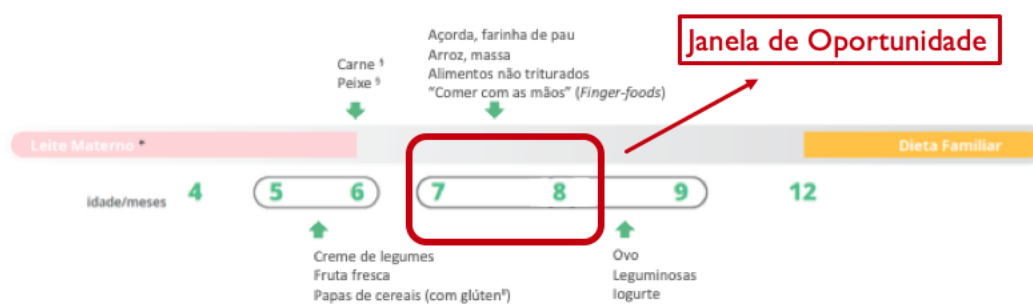 Açorda, farinha de pau
Arroz, massa
Alimentos não triturados
“Comer com as mãos” (Finger-foods)
Janela de Oportunidade
Carne §
Peixe §
Leite Materno *
Dieta Familiar
idade/meses 4 5 6 7 8 9 12
Creme de legumes
Fruta fresca
Papas de cereais (com glúten¥)
Ovo
Leguminosas
Iogurte